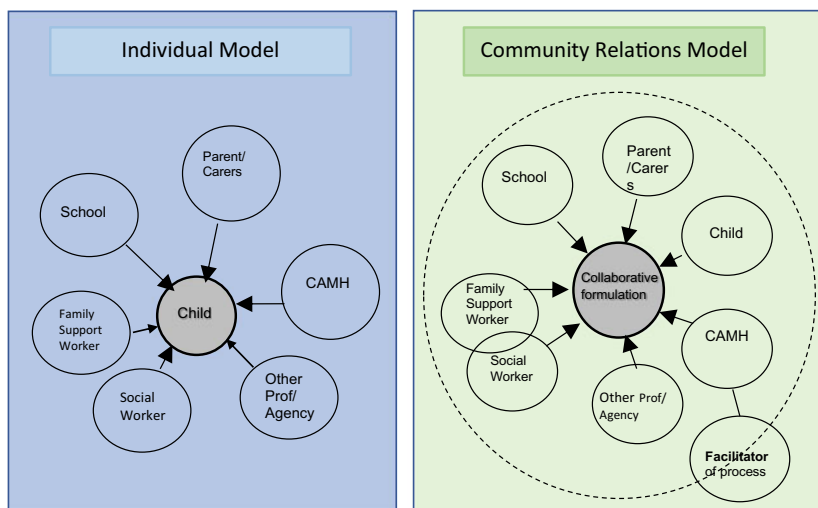 Individual Model
Parent/
Carers
School
CAMH
Child
Family
Support
Worker
Social
Worker
Other
Prof/
Agency
Community Relations Model
Parent
/Carer
s
School
Child
Collaborative
formulation
Family
Support
Worker
CAMH
Social
Worker
Other Prof/
Agency
Facilitator
of process